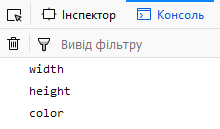 Інспектор Консоль
Вивід фільтру
width
height
color